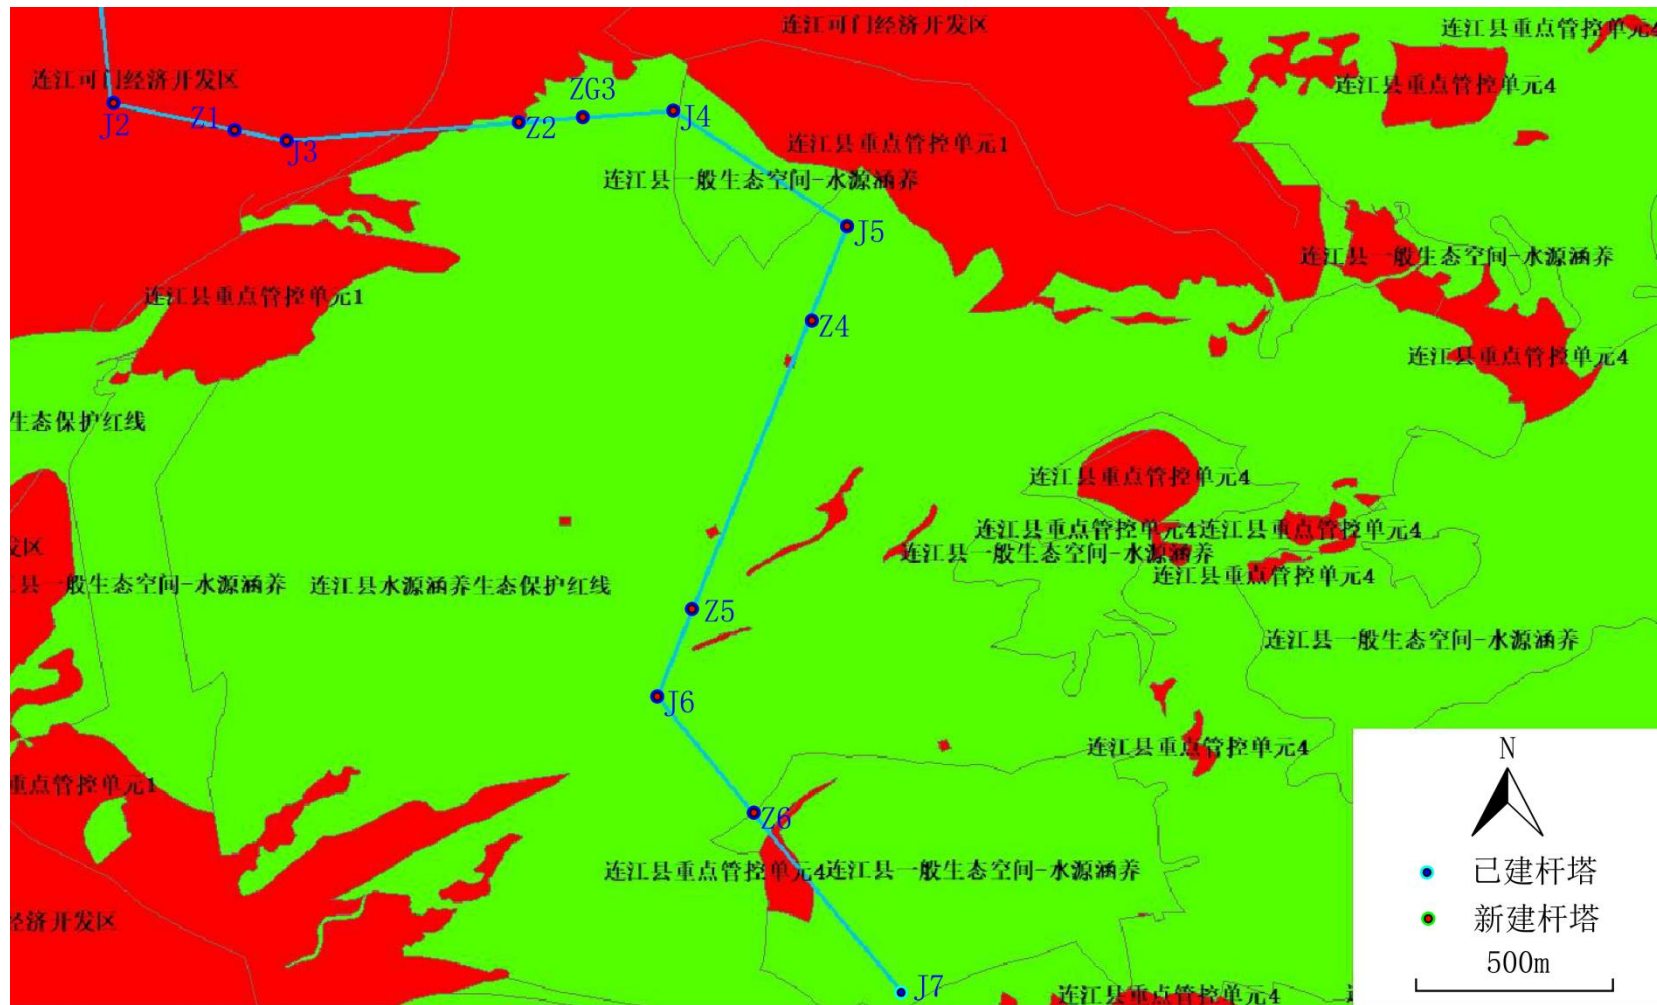 连江可门经济开发区
连江县重点管控单元4
连江可门经济开发区
连江县重点管控单元4
ZG3
J2
Z1
J3
Z2
J4
连江县重点管控单元1
连江县一般生态空间-水源涵养
J5
连江县一般生态空间-水源涵养
连江县重点管控单元1
Z4
连江县重点管控单元4
生态保护红线
连江县重点管控单元4
连江县重点管控单元4连江县重点管控单元4
发区
连江县一般生态空间-水源涵养
连江县重点管控单元4
江县一般生态空间-水源涵养
连江县水源涵养生态保护红线
Z5
连江县一般生态空间-水源涵养
J6
连江县重点管控单元4
重点管控单元1
Z6
连江县重点管控单元4连江县一般生态空间-水源涵养
经济开发区
J7
连江县重点管控单元4
连
N
已建杆塔
新建杆塔
500m